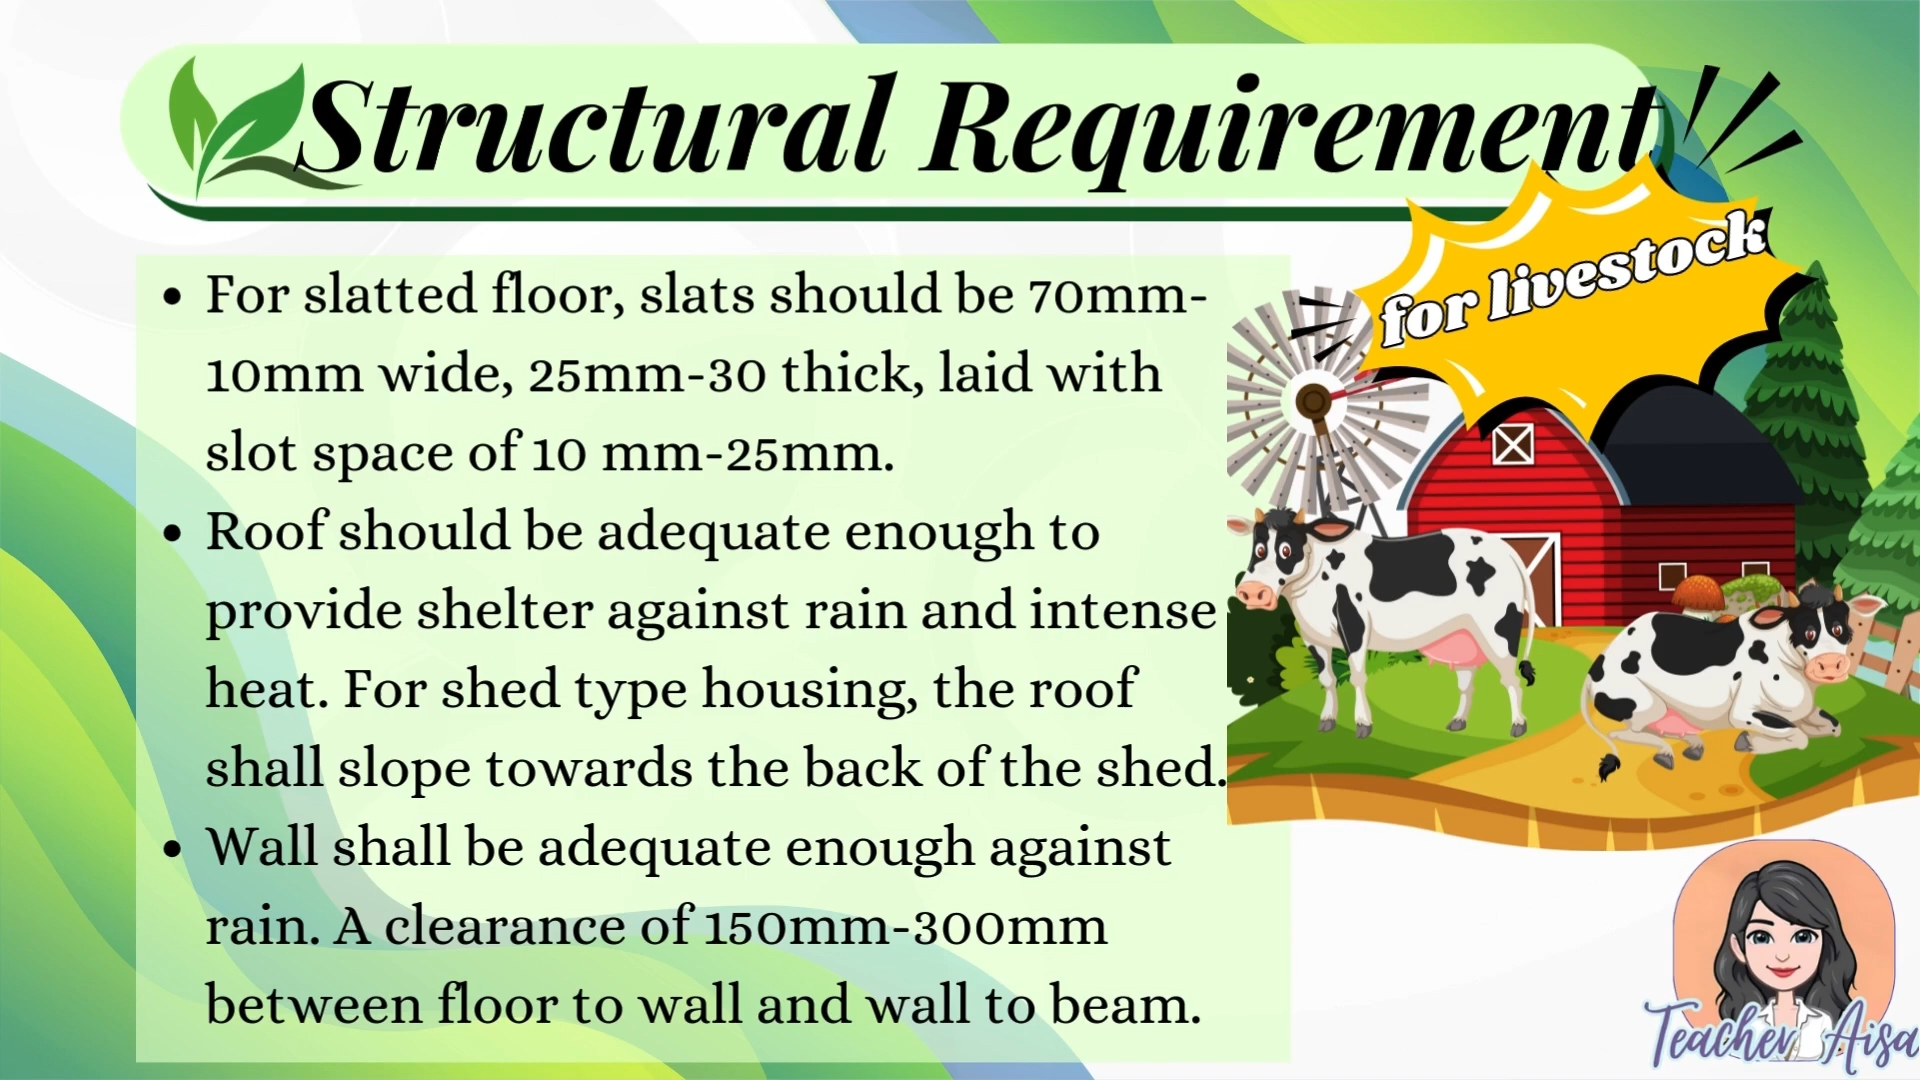 Structural Requirement
for livestock
• For slatted floor, slats should be 70mm-
10mm wide, 25mm-30 thick, laid with
slot space of 10 mm-25mm.
• Roof should be adequate enough to
provide shelter against rain and intense
heat. For shed type housing, the roof
shall slope towards the back of the shed.
• Wall shall be adequate enough against
rain. A clearance of 150mm-300mm
between floor to wall and wall to beam.
Teacher Aisa